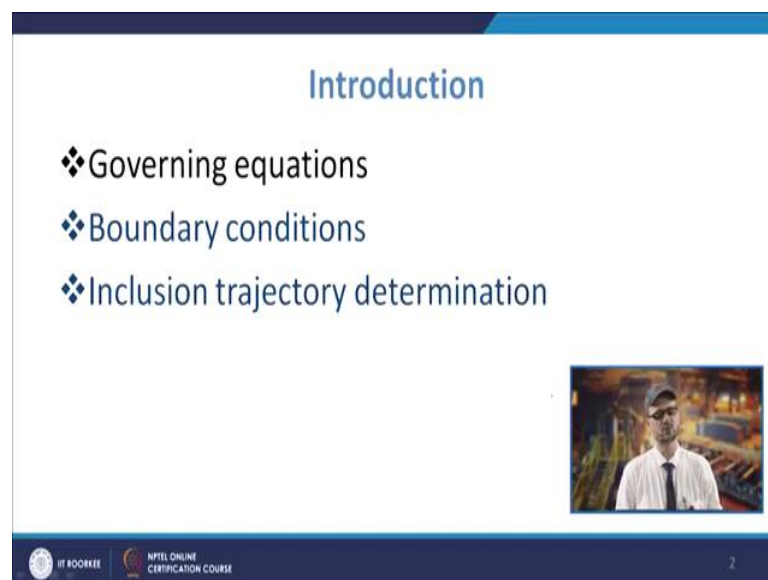 Introduction
❖Governing equations
❖Boundary conditions
❖Inclusion trajectory determination
IIT ROORKEE
NPTEL ONLINE
CERTIFICATION COURSE
2